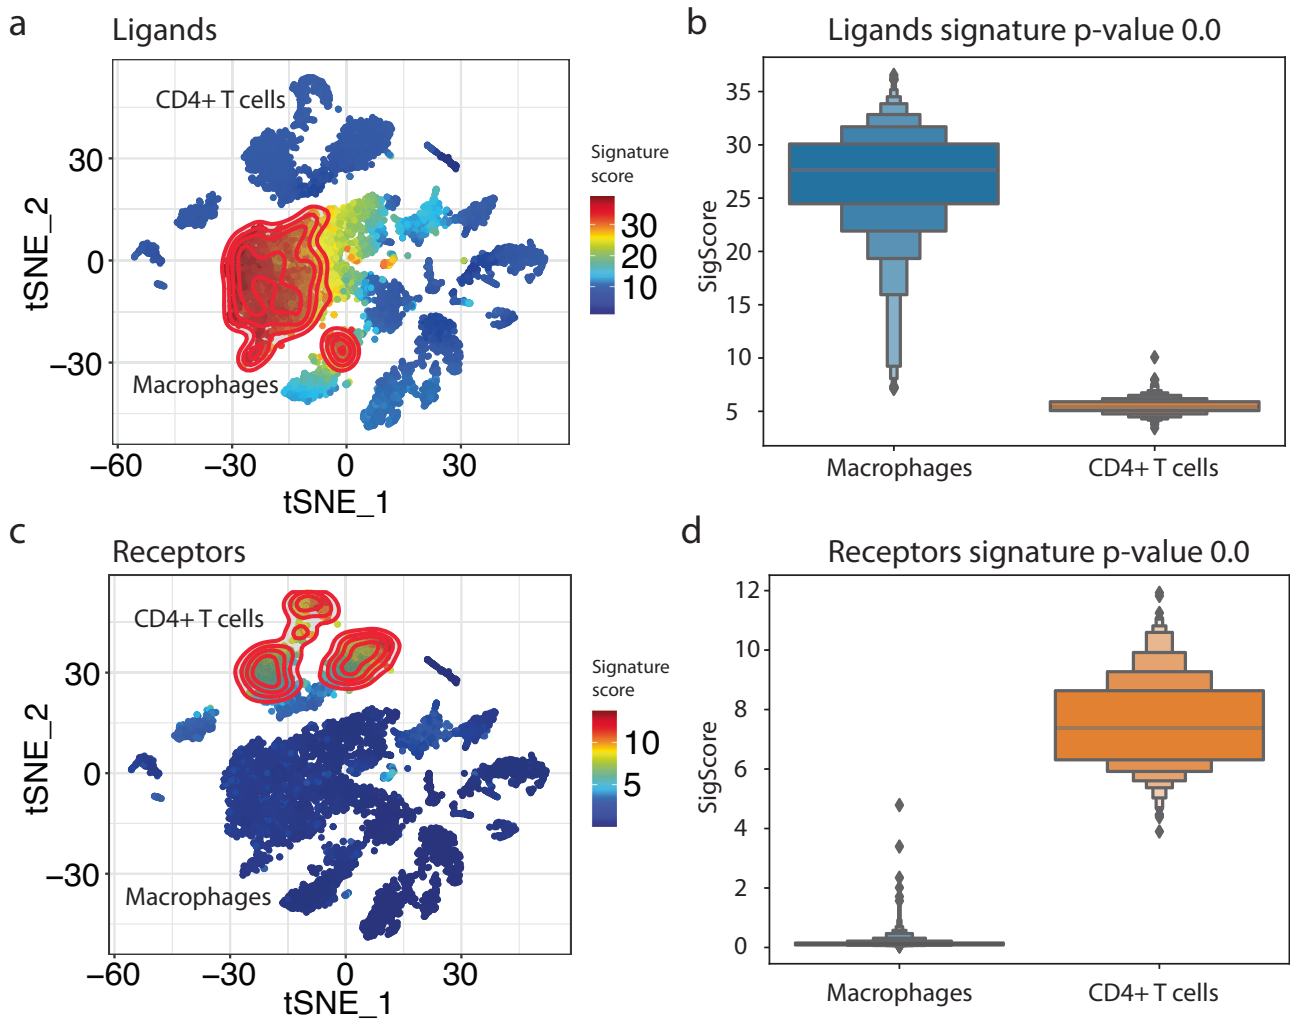 a
Ligands
CD4+ T cells
Macrophages
30
0
−30
tSNE_2
−60
−30
0
30
tSNE_1
Signature
score
30
20
10
b
Ligands signature p-value 0.0
35
30
25
20
15
10
5
SigScore
Macrophages
CD4+ T cells
c
Receptors
CD4+ T cells
Macrophages
30
0
−30
tSNE_2
−60
−30
0
30
tSNE_1
Signature
score
10
5
d
Receptors signature p-value 0.0
12
10
8
6
4
2
0
SigScore
Macrophages
CD4+ T cells